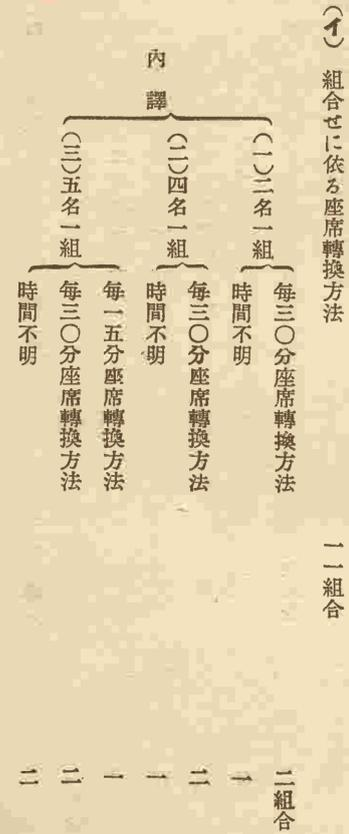 （イ）　組合せに依る座席轉換方法　一一組合
內譯
（一）二名一組
每三〇分座席轉換方法　二組合
時間不明　一
（二）四名一組
每三〇分座席轉換方法　二
時間不明　一
（三）五名一組
每一五分座席轉換方法　一
每三〇分座席轉換方法　二
時間不明　二